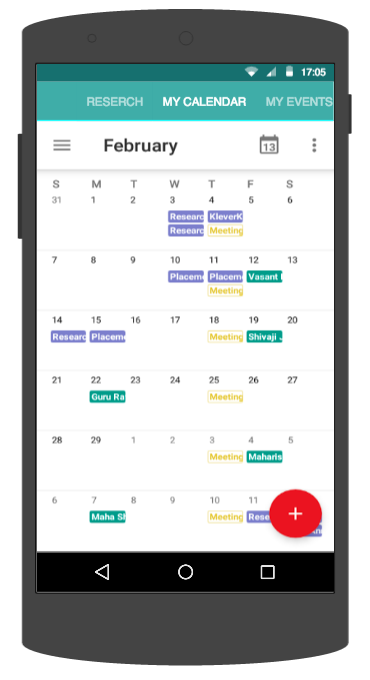 17:05
RESERCH MY CALENDAR MY EVENTS
February 13
S M T W T F S
31 1 2 3 4 5 6
Researc KleverK
Researc Meeting
7 8 9 10 11 12 13
Placeme Placeme Vasant
Meeting
14 15 16 17 18 19 20
Researc Placeme Meeting Shivaji
21 22 23 24 25 26 27
Guru Ra Meeting
28 29 1 2 3 4 5
Meeting Maharis
6 7 8 9 10 11
Maha Sh Meeting Rese
+